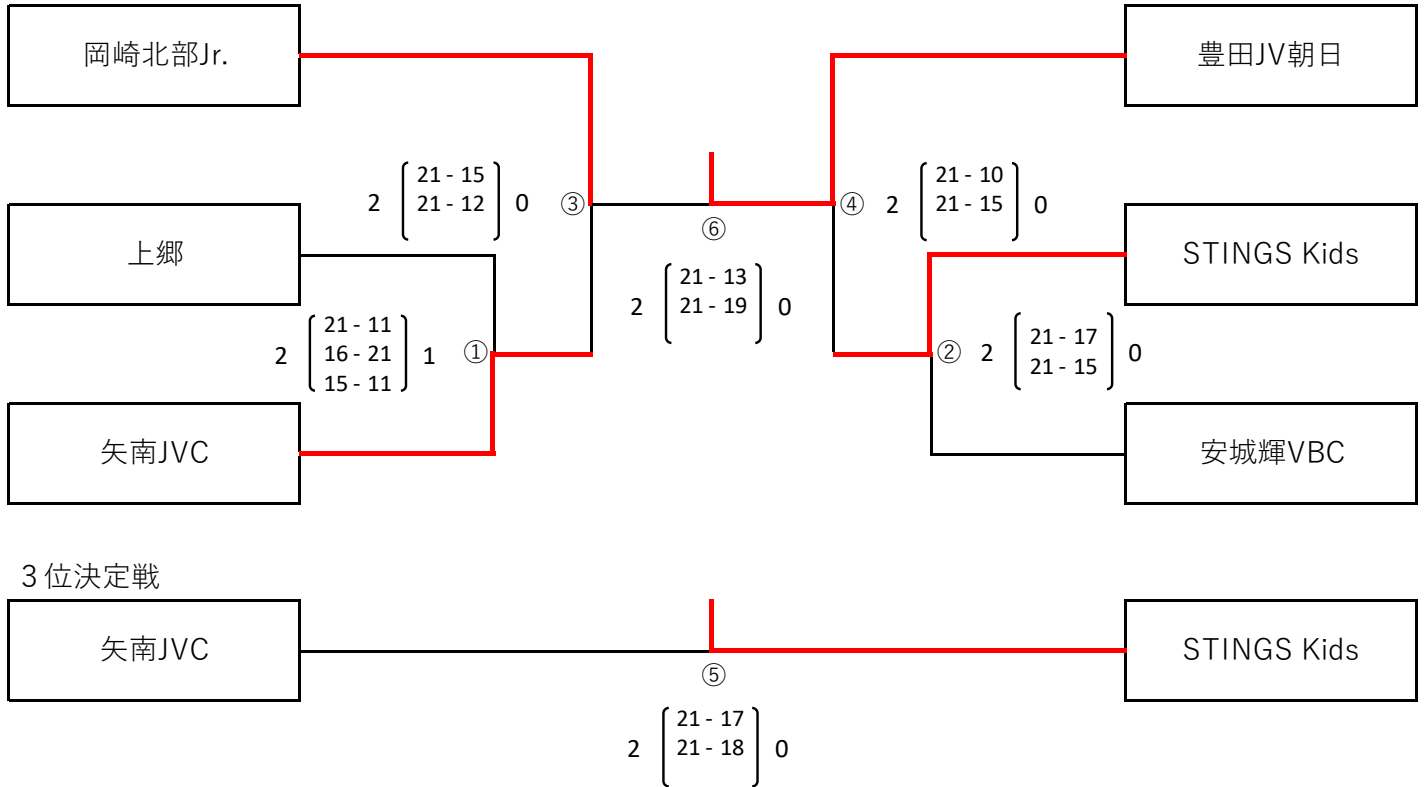 岡崎北部Jr.
豊田JV朝日
2 21 - 15 0 ③
21 - 12
④ 2 21 - 10 0
21 - 15
⑥
上郷
STINGS Kids
2 21 - 13 0
21 - 19
2 21 - 11 1 ①
16 - 21
15 - 11
② 2 21 - 17 0
21 - 15
矢南JVC
安城輝VBC
３位決定戦
矢南JVC
STINGS Kids
⑤
2 21 - 17 0
21 - 18